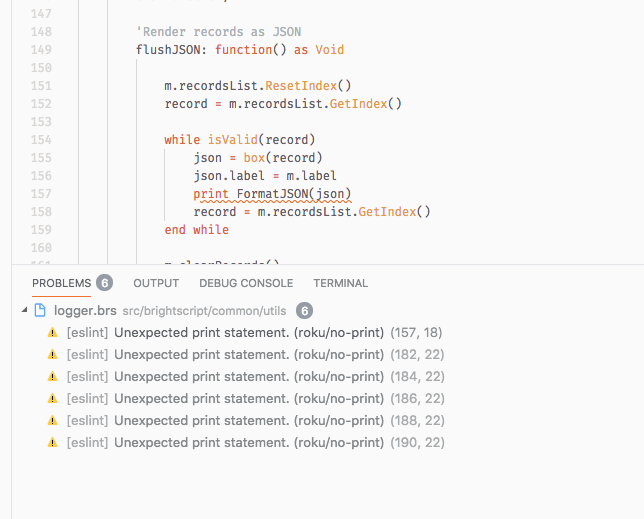 147
148 'Render records as JSON
149 flushJSON: function() as Void
150
151 m.recordsList.ResetIndex()
152 record = m.recordsList.GetIndex()
153
154 while isValid(record)
155 json = box(record)
156 json.label = m.label
157 print FormatJSON(json)
158 record = m.recordsList.GetIndex()
159 end while
160
161 m.clearRecords()
PROBLEMS 6 OUTPUT DEBUG CONSOLE TERMINAL
logger.brs src/brightscript/common/utils 6
[eslint] Unexpected print statement. (roku/no-print) (157, 18)
[eslint] Unexpected print statement. (roku/no-print) (182, 22)
[eslint] Unexpected print statement. (roku/no-print) (184, 22)
[eslint] Unexpected print statement. (roku/no-print) (186, 22)
[eslint] Unexpected print statement. (roku/no-print) (188, 22)
[eslint] Unexpected print statement. (roku/no-print) (190, 22)